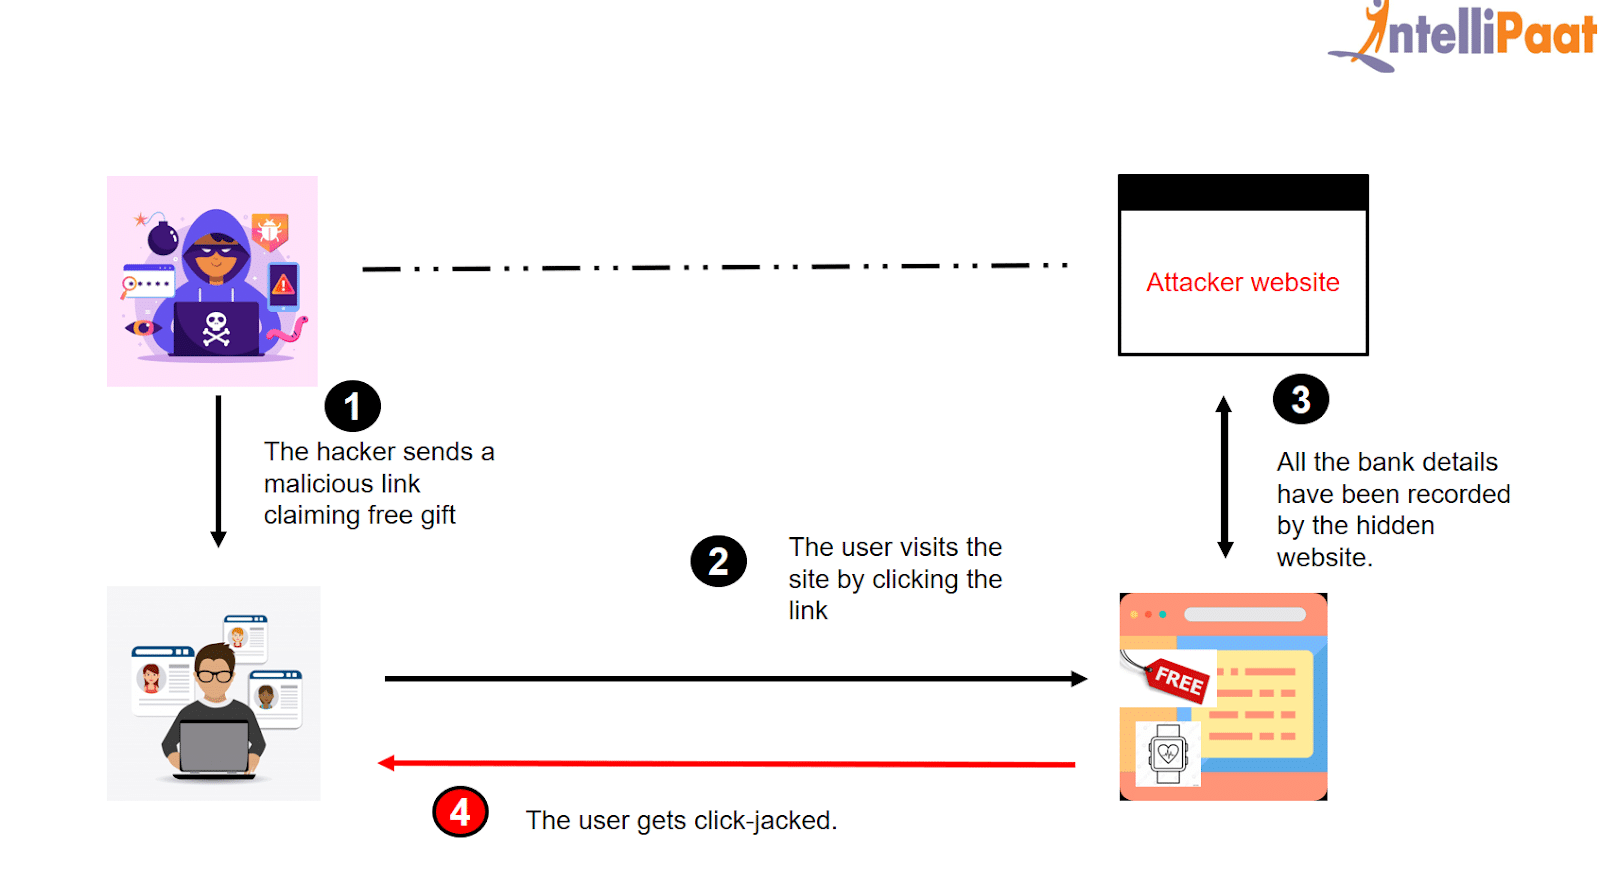 IntelliPaat
Attacker website
1
The hacker sends a
malicious link
claiming free gift
3
All the bank details
have been recorded
by the hidden
website.
2
The user visits the
site by clicking the
link
FREE
4
The user gets click-jacked.